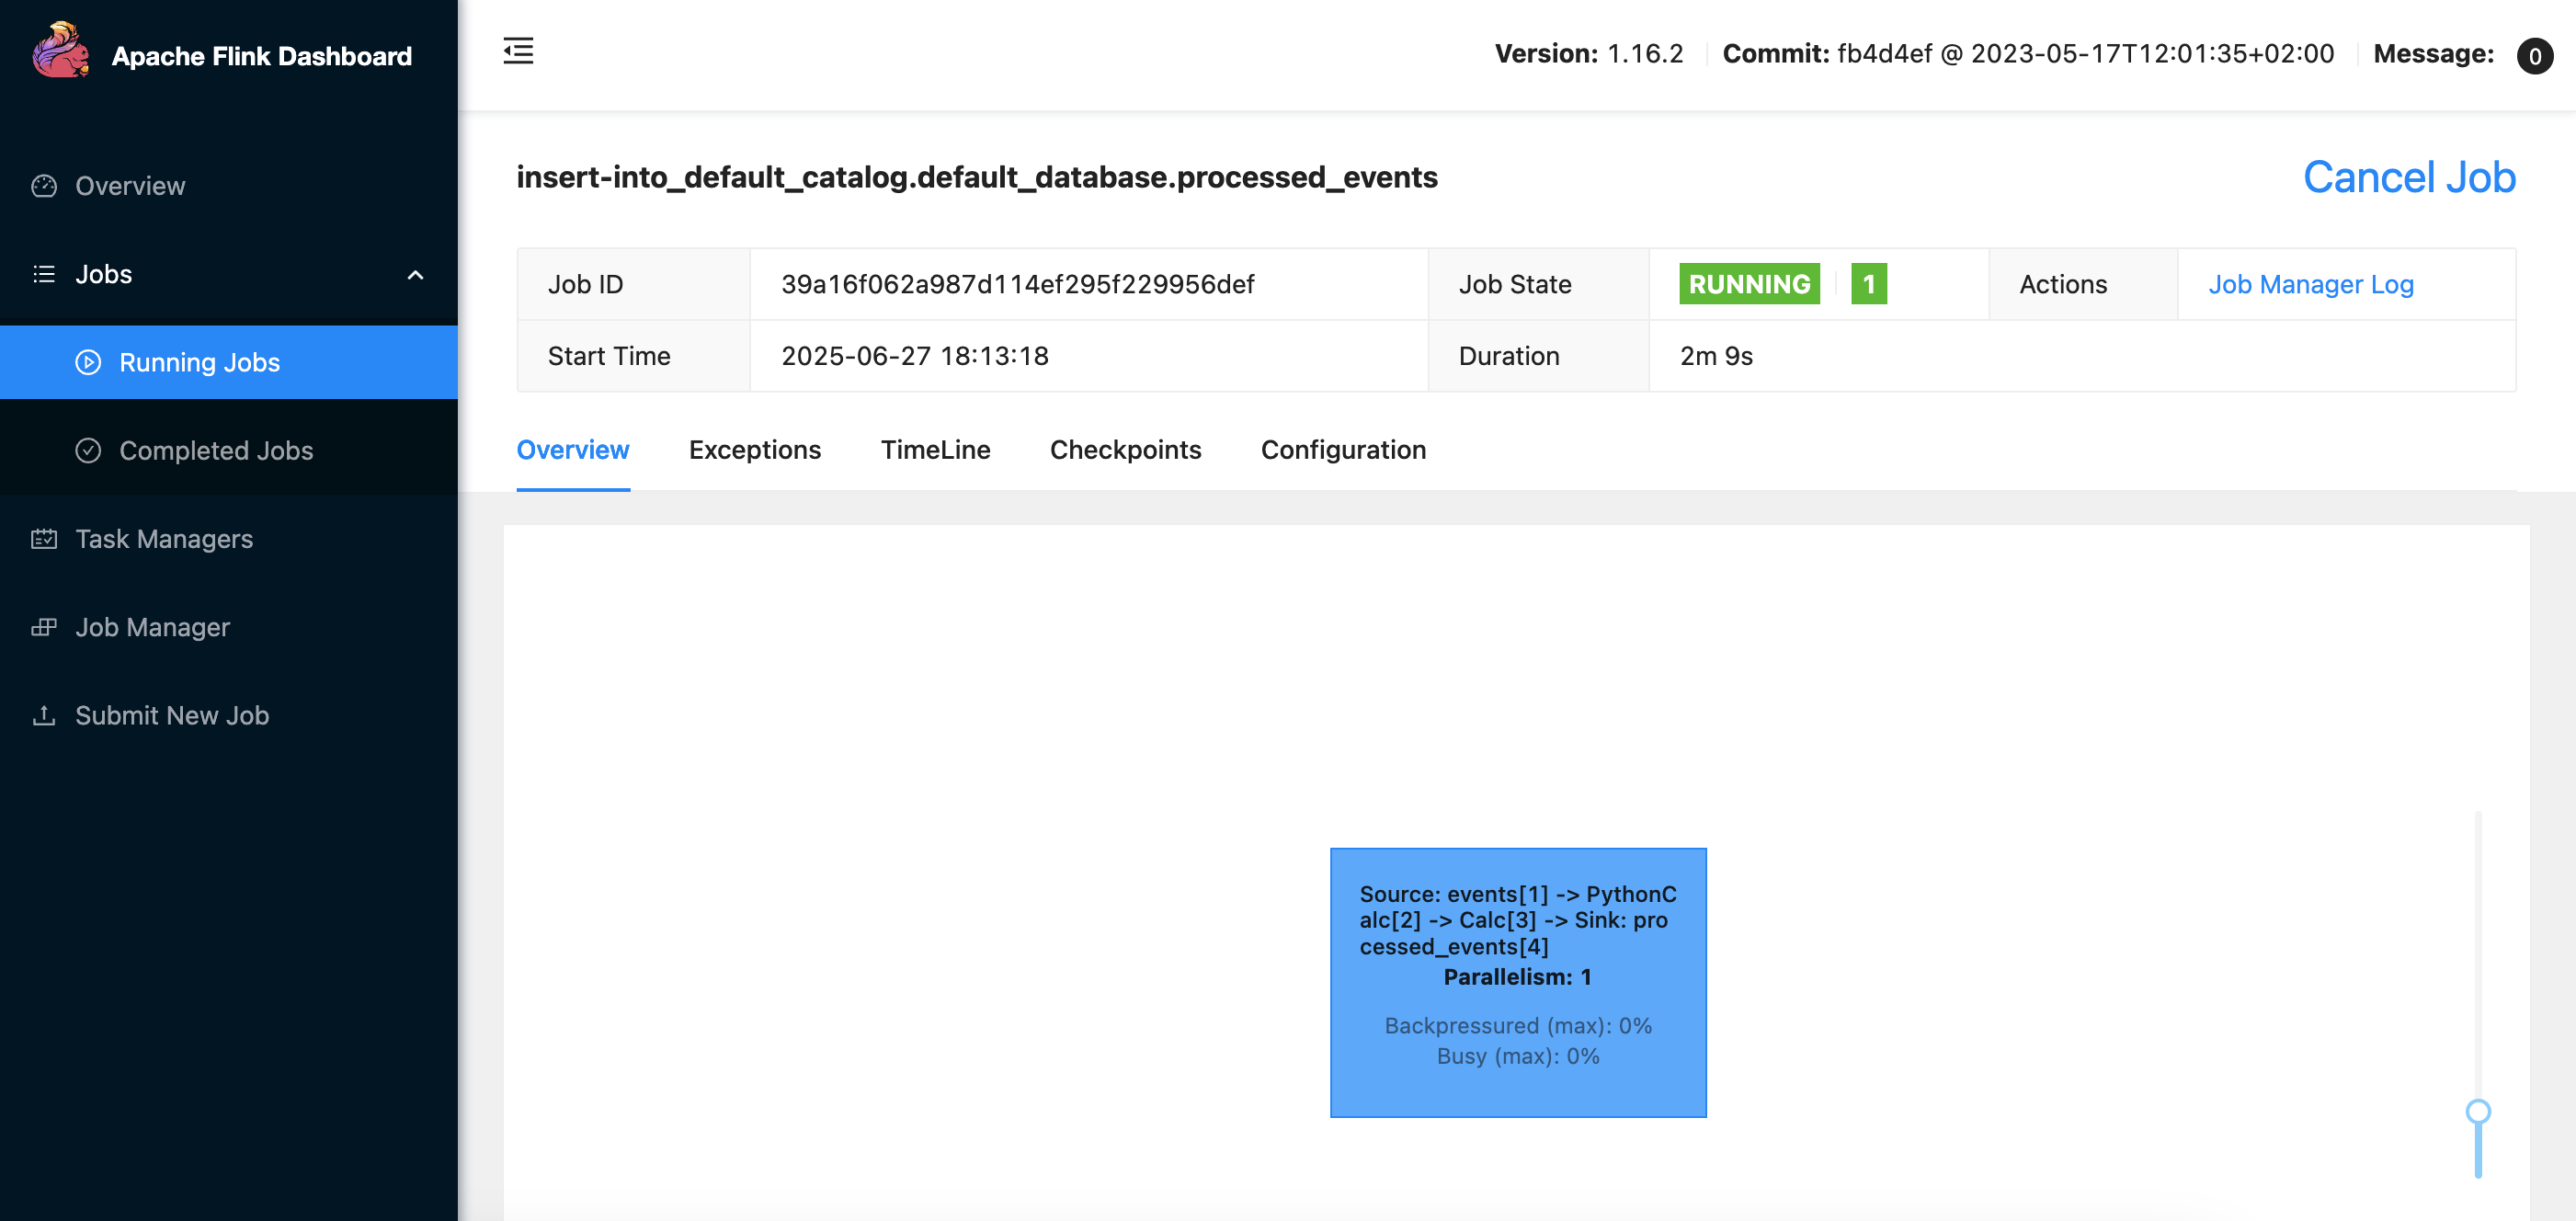 Apache Flink Dashboard
Version: 1.16.2 Commit: fb4d4ef @ 2023-05-17T12:01:35+02:00 Message: 0
Overview
Jobs
Running Jobs
Completed Jobs
Task Managers
Job Manager
Submit New Job
insert-into_default_catalog.default_database.processed_events
Cancel Job
Job ID 39a16f062a987d114ef295f229956def Job State RUNNING 1 Actions Job Manager Log
Start Time 2025-06-27 18:13:18 Duration 2m 9s
Overview Exceptions TimeLine Checkpoints Configuration
Source: events[1] -> PythonC
alc[2] -> Calc[3] -> Sink: pro
cessed_events[4]
Parallelism: 1
Backpressured (max): 0%
Busy (max): 0%